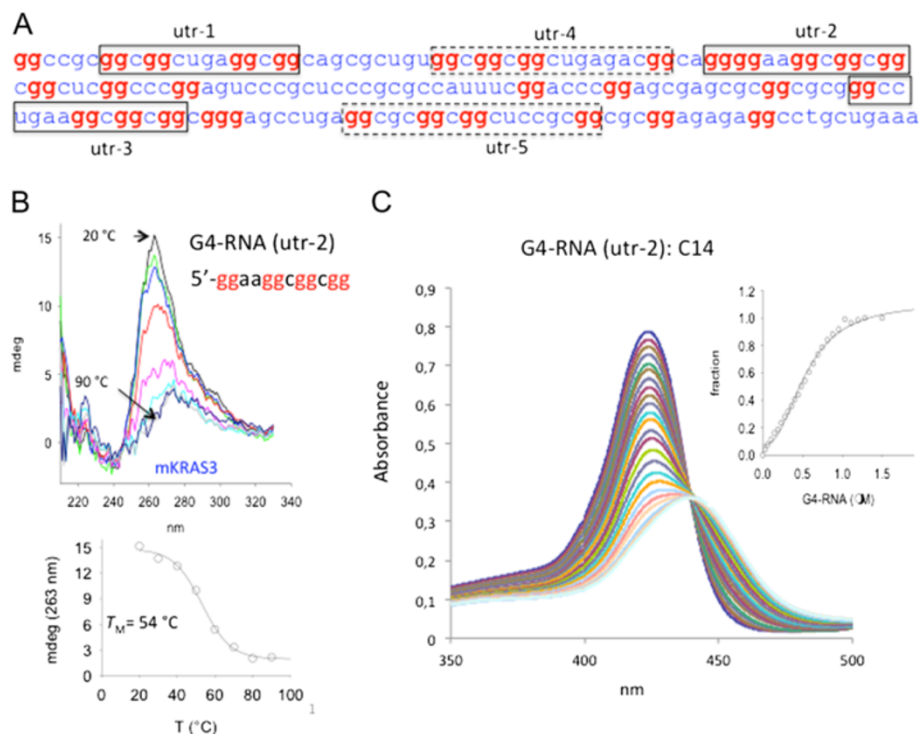 A
utr-1 utr-4 utr-2
ggccgcggcggcugaggcggcagcgcuguggcggcggcugagacggcaggggaaggcggcgg
cggcucggcccggagucccgcucccgcgccauuucggacccggagcgagcgcggcgcgggcc
ugaaggcggcggcgggagccugaggcgcggcggcuccgcggcgcggagagaggcctgcugaaa
utr-3 utr-5
B
G4-RNA (utr-2)
5'-ggaaggcggcgg
20 °C
90 °C
mKRAS3
mdeg
15
10
5
0
220 240 260 280 300 320 340
nm
mdeg (263 nm)
15
12
9
6
3
0
TM= 54 °C
0 20 40 60 80 100
T (°C)
1
C
G4-RNA (utr-2): C14
Absorbance
0,9
0,8
0,7
0,6
0,5
0,4
0,3
0,2
0,1
0
350 400 450 500
nm
fraction
1.2
1.0
0.8
0.6
0.4
0.2
0.0
0.0 0.5 1.0 1.5
G4-RNA